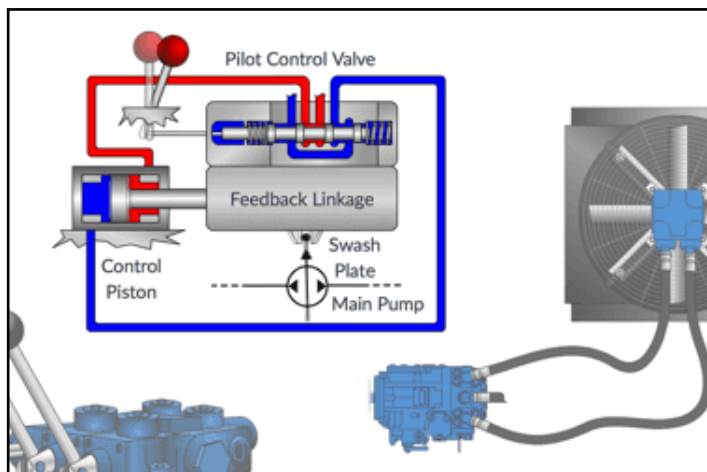 Pilot Control Valve
Feedback Linkage
Swash
Plate
Control
Piston
Main Pump